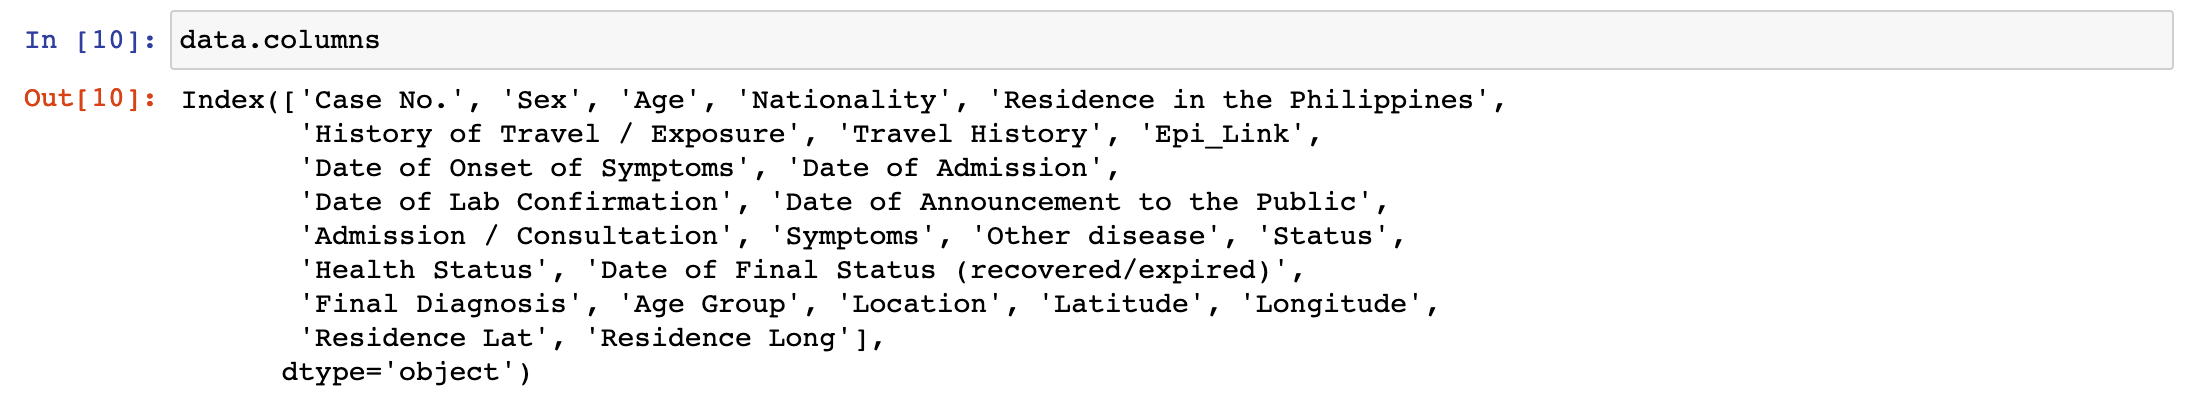 In [10]: data.columns
Out[10]: Index(['Case No.', 'Sex', 'Age', 'Nationality', 'Residence in the Philippines',
'History of Travel / Exposure', 'Travel History', 'Epi_Link',
'Date of Onset of Symptoms', 'Date of Admission',
'Date of Lab Confirmation', 'Date of Announcement to the Public',
'Admission / Consultation', 'Symptoms', 'Other disease', 'Status',
'Health Status', 'Date of Final Status (recovered/expired)',
'Final Diagnosis', 'Age Group', 'Location', 'Latitude', 'Longitude',
'Residence Lat', 'Residence Long'],
dtype='object')